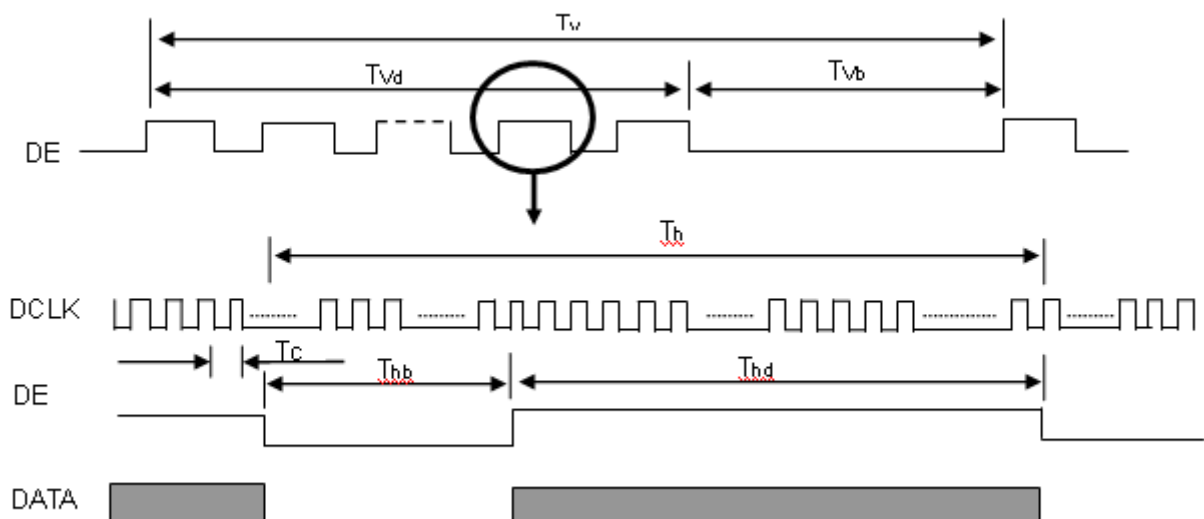 Tv
Tvd
Tvb
DE
Th
DCLK
Tc
Thb
Thd
DE
DATA